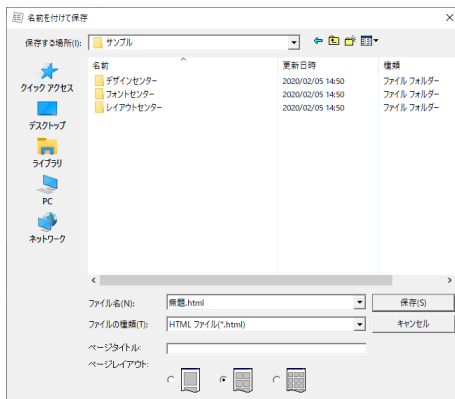 名前を付けて保存
保存する場所(I): サンプル
名前 更新日時 種類
デザインセンター 2020/02/05 14:50 ファイル フォルダー
フォントセンター 2020/02/05 14:50 ファイル フォルダー
レイアウトセンター 2020/02/05 14:50 ファイル フォルダー
クイック アクセス
デスクトップ
ライブラリ
PC
ネットワーク
ファイル名(N): 無題.html 保存(S)
ファイルの種類(T): HTML ファイル(*.html) キャンセル
ページタイトル:
ページレイアウト: